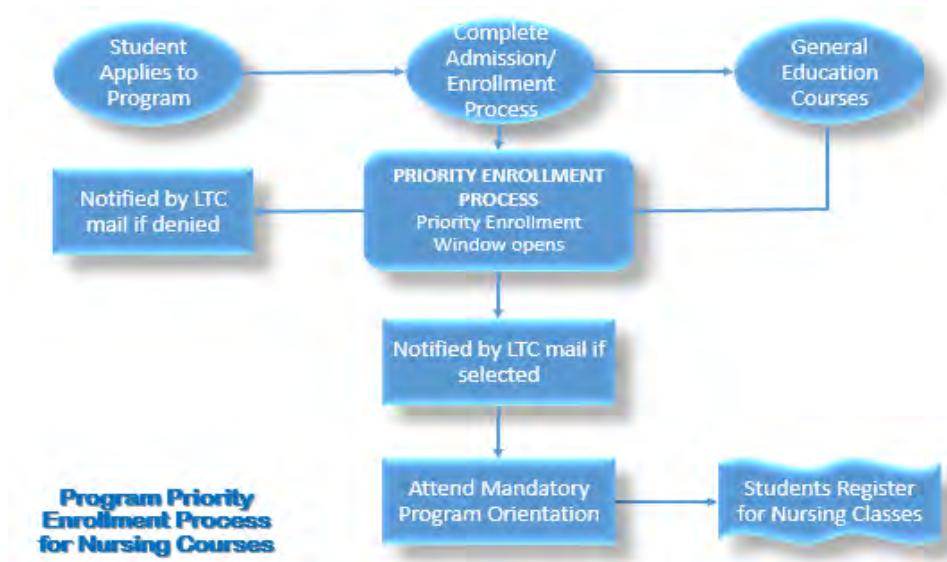 Student
Applies to
Program
Complete
Admission/
Enrollment
Process
General
Education
Courses
Notified by LTC
mail if denied
PRIORITY ENROLLMENT
PROCESS
Priority Enrollment
Window opens
Notified by LTC mail if
selected
Attend Mandatory
Program Orientation
Students Register
for Nursing Classes
Program Priority
Enrollment Process
for Nursing Courses